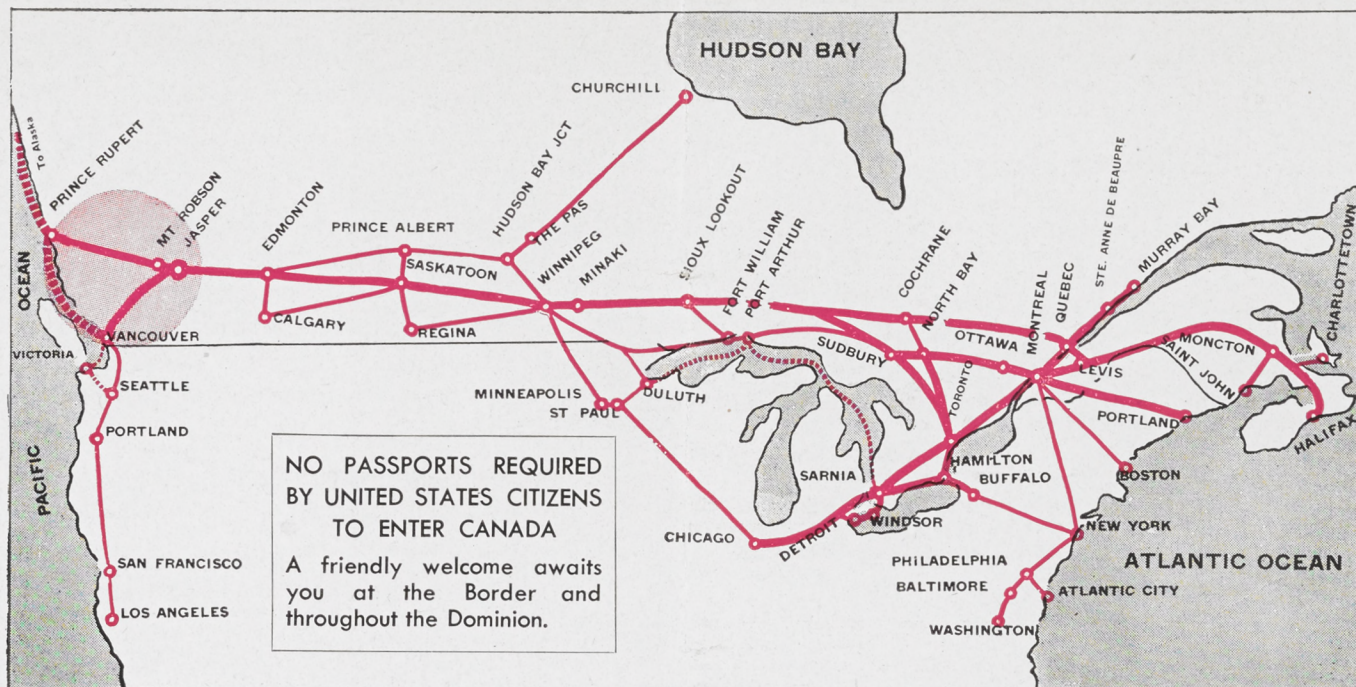 HUDSON BAY
CHURCHILL
To Alaska
PRINCE RUPERT
MT ROBSON
JASPER
EDMONTON
PRINCE ALBERT
HUDSON BAY JCT
THE PAS
WINNIPEG
MINAKI
SIOUX LOOKOUT
FORT WILLIAM
PORT ARTHUR
COCHRANE
NORTH BAY
MONTREAL
QUEBEC
STE. ANNE DE BEAUPRE
MURRAY BAY
CHARLOTTETOWN
SASKATOON
CALGARY
REGINA
VANCOUVER
VICTORIA
SEATTLE
PORTLAND
SAN FRANCISCO
LOS ANGELES
PACIFIC OCEAN
MINNEAPOLIS
ST PAUL
DULUTH
SUDBURY
OTTAWA
TORONTO
LEVIS
MONCTON
SAINT JOHN
PORTLAND
HALIFAX
SARNIA
HAMILTON
BUFFALO
BOSTON
CHICAGO
DETROIT
WINDSOR
NEW YORK
PHILADELPHIA
BALTIMORE
ATLANTIC CITY
WASHINGTON
ATLANTIC OCEAN
NO PASSPORTS REQUIRED
BY UNITED STATES CITIZENS
TO ENTER CANADA
A friendly welcome awaits
you at the Border and
throughout the Dominion.